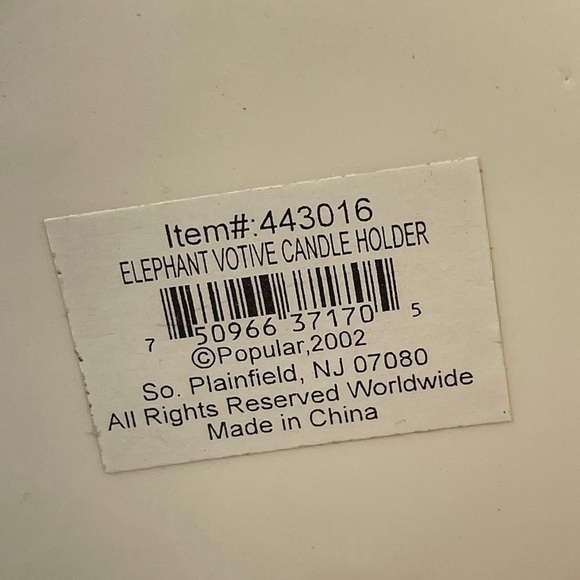 Item#:443016
ELEPHANT VOTIVE CANDLE HOLDER
7 50966 37170 5
©Popular,2002
So. Plainfield, NJ 07080
All Rights Reserved Worldwide
Made in China